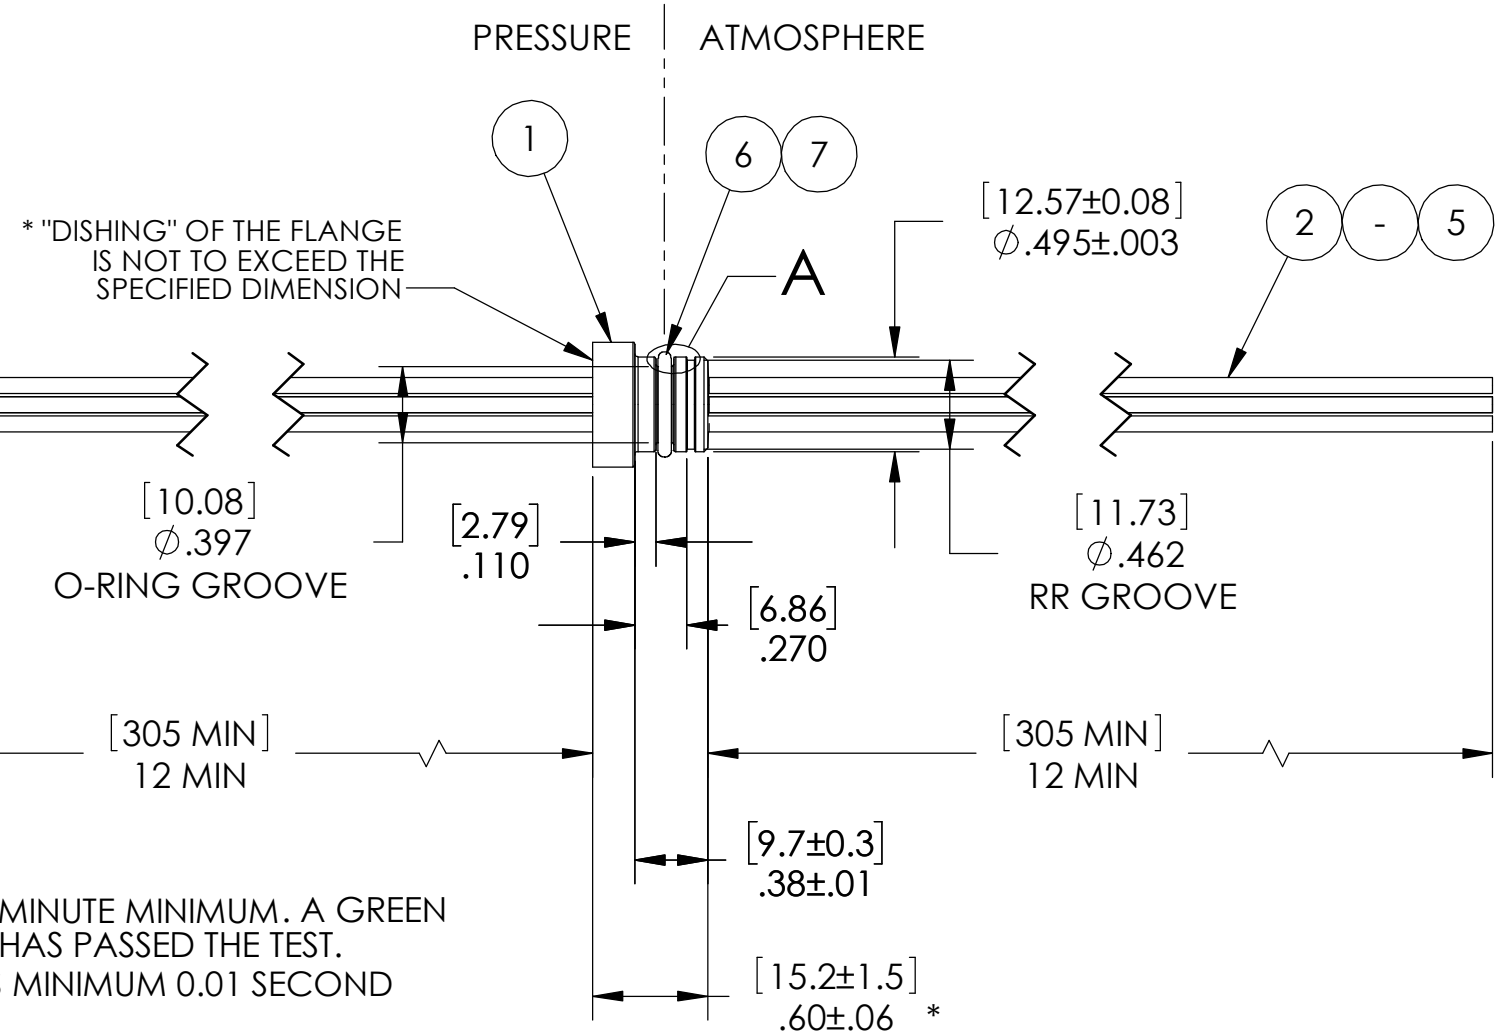 PRESSURE
ATMOSPHERE
1
6
7
[12.57±0.08]
∅.495±.003
2
-
5
* "DISHING" OF THE FLANGE
IS NOT TO EXCEED THE
SPECIFIED DIMENSION
A
[10.08]
∅.397
O-RING GROOVE
[2.79]
.110
[11.73]
∅.462
RR GROOVE
[6.86]
.270
[305 MIN]
12 MIN
[305 MIN]
12 MIN
[9.7±0.3]
.38±.01
MINUTE MINIMUM. A GREEN
HAS PASSED THE TEST.
MINIMUM 0.01 SECOND
[15.2±1.5]
.60±.06 *